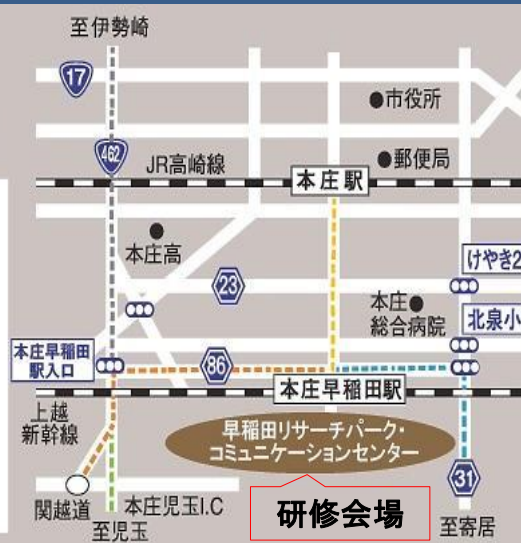 至伊勢崎
17
●市役所
462
JR高崎線
●郵便局
本庄駅
本庄高
23
けやき2
本庄●
総合病院
北泉小
本庄早稲田
駅入口
86
本庄早稲田駅
上越
新幹線
早稲田リサーチパーク・
コミュニケーションセンター
31
関越道
本庄児玉I.C
研修会場
至児玉
至寄居